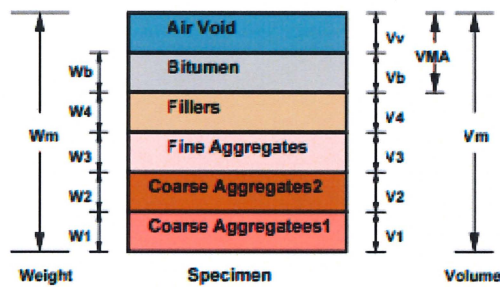 Air Void
Vv
VMA
Wb
Bitumen
Vb
W4
Fillers
V4
Wm
Vm
W3
Fine Aggregates
V3
W2
Coarse Aggregates2
V2
W1
Coarse Aggregatees1
V1
Weight
Specimen
Volume